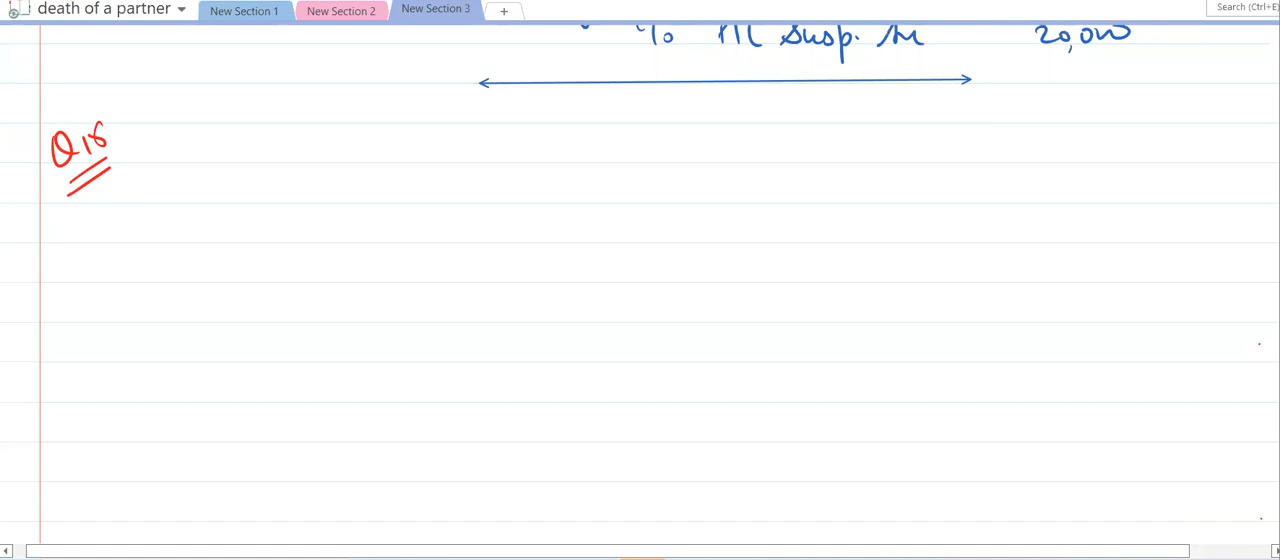 death of a partner New Section 1 New Section 2 New Section 3 +
Search (Ctrl+E)
To Susp. 20,000
Q18